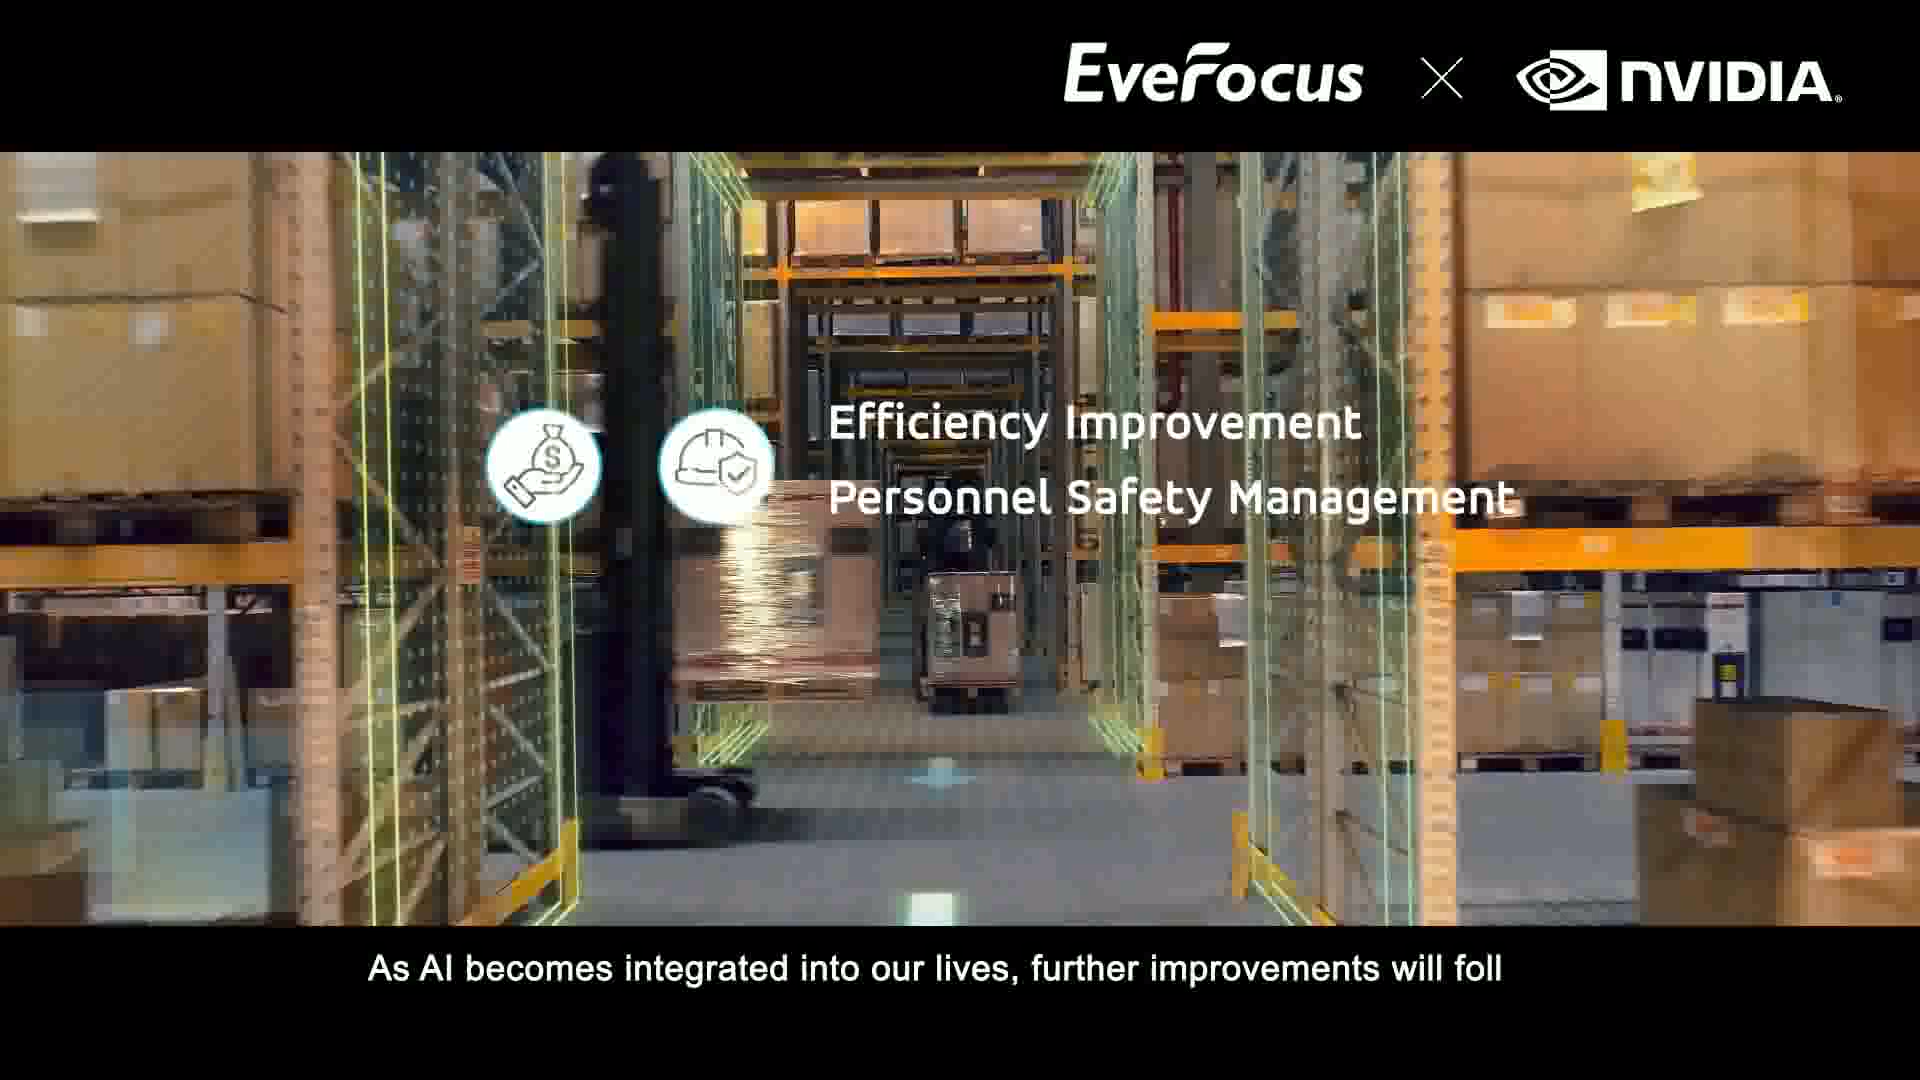 EverFocus × NVIDIA®
Efficiency Improvement
Personnel Safety Management
As AI becomes integrated into our lives, further improvements will foll